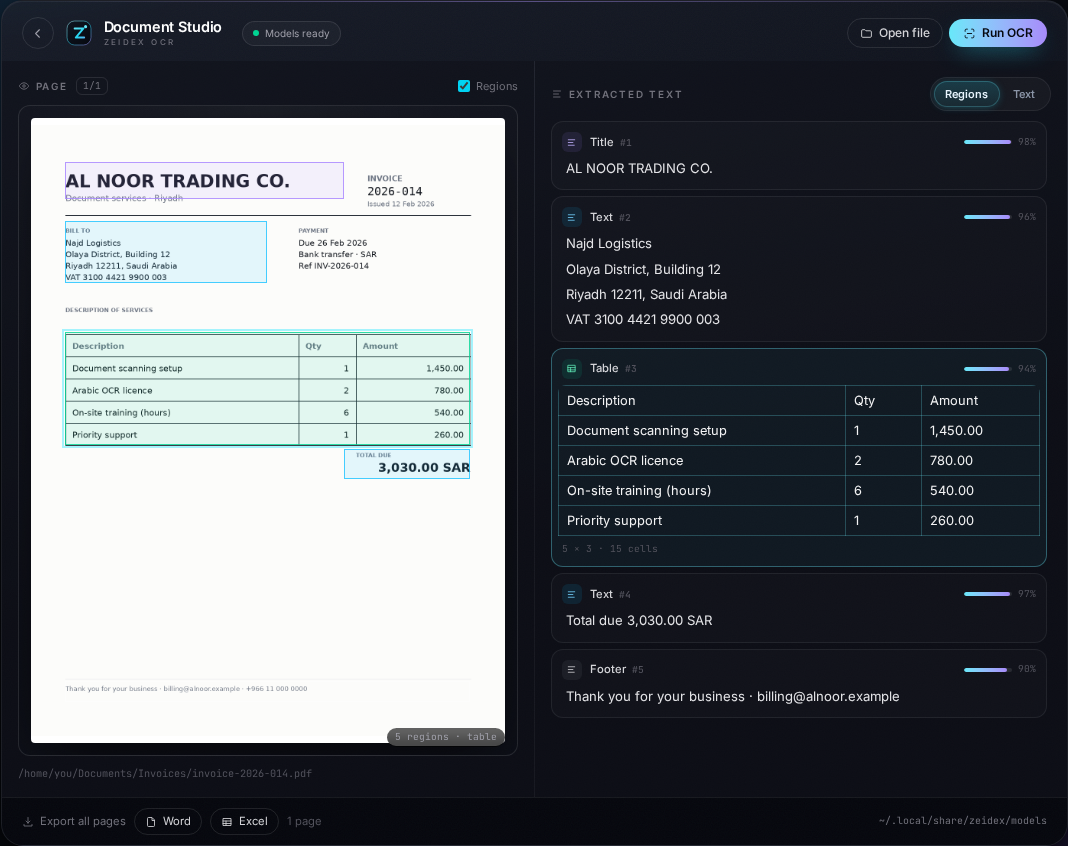 Document Studio
ZEIDEX OCR
Models ready
Open file
Run OCR
PAGE 1/1
Regions
AL NOOR TRADING CO.
Document services · Riyadh
INVOICE
2026-014
Issued 12 Feb 2026
BILL TO
Najd Logistics
Olaya District, Building 12
Riyadh 12211, Saudi Arabia
VAT 3100 4421 9900 003
PAYMENT
Due 26 Feb 2026
Bank transfer · SAR
Ref INV-2026-014
DESCRIPTION OF SERVICES
Description Qty Amount
Document scanning setup 1 1,450.00
Arabic OCR licence 2 780.00
On-site training (hours) 6 540.00
Priority support 1 260.00
TOTAL DUE
3,030.00 SAR
Thank you for your business · billing@alnoor.example · +966 11 000 0000
5 regions · table
/home/you/Documents/Invoices/invoice-2026-014.pdf
EXTRACTED TEXT
Regions Text
Title #1 98%
AL NOOR TRADING CO.
Text #2 96%
Najd Logistics
Olaya District, Building 12
Riyadh 12211, Saudi Arabia
VAT 3100 4421 9900 003
Table #3 94%
Description Qty Amount
Document scanning setup 1 1,450.00
Arabic OCR licence 2 780.00
On-site training (hours) 6 540.00
Priority support 1 260.00
5 × 3 · 15 cells
Text #4 97%
Total due 3,030.00 SAR
Footer #5 90%
Thank you for your business · billing@alnoor.example
Export all pages Word Excel 1 page
~/.local/share/zeidex/models